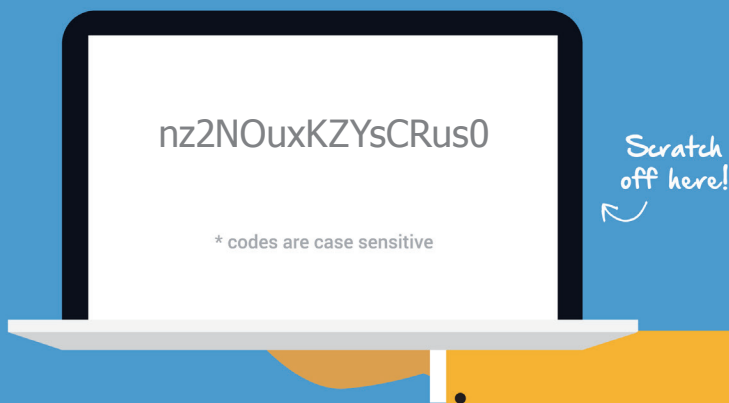 nz2NOuxKZYsCRus0
* codes are case sensitive
Scratch
off here!